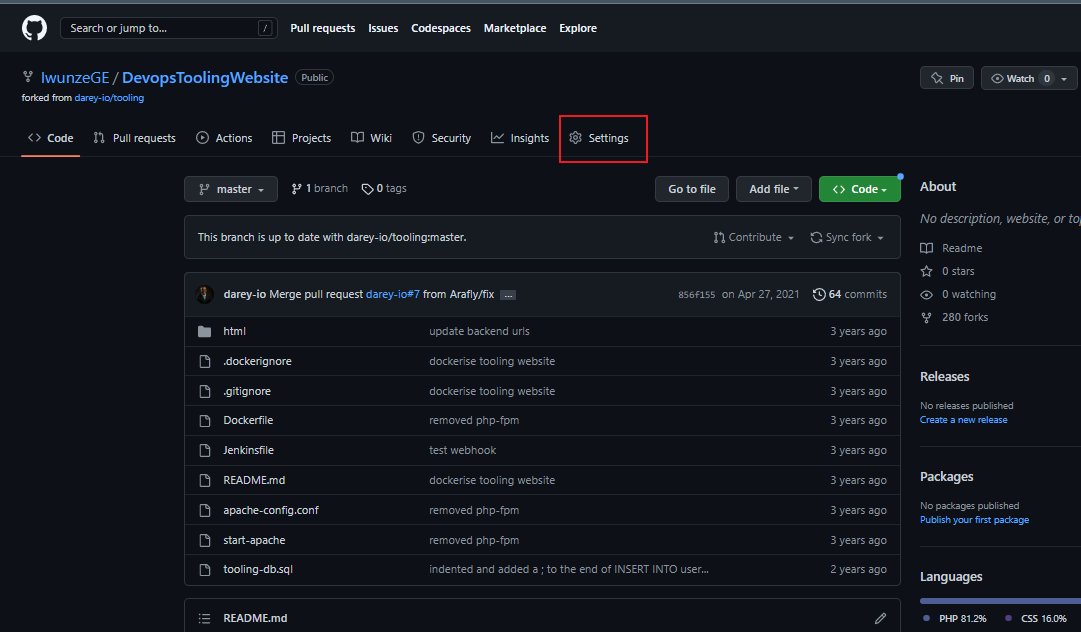 Search or jump to... / Pull requests Issues Codespaces Marketplace Explore
IwunzeGE / DevopsToolingWebsite Public Pin Watch 0
forked from darey-io/tooling
Code Pull requests Actions Projects Wiki Security Insights Settings
master 1 branch 0 tags Go to file Add file Code
This branch is up to date with darey-io/tooling:master. Contribute Sync fork
darey-io Merge pull request darey-io#7 from Arafly/fix ... 856f155 on Apr 27, 2021 64 commits
html update backend urls 3 years ago
.dockerignore dockerise tooling website 3 years ago
.gitignore dockerise tooling website 3 years ago
Dockerfile removed php-fpm 3 years ago
Jenkinsfile test webhook 3 years ago
README.md dockerise tooling website 3 years ago
apache-config.conf removed php-fpm 3 years ago
start-apache removed php-fpm 3 years ago
tooling-db.sql indented and added a ; to the end of INSERT INTO user... 2 years ago
README.md
About
No description, website, or to
Readme
0 stars
0 watching
280 forks
Releases
No releases published
Create a new release
Packages
No packages published
Publish your first package
Languages
PHP 81.2% CSS 16.0%